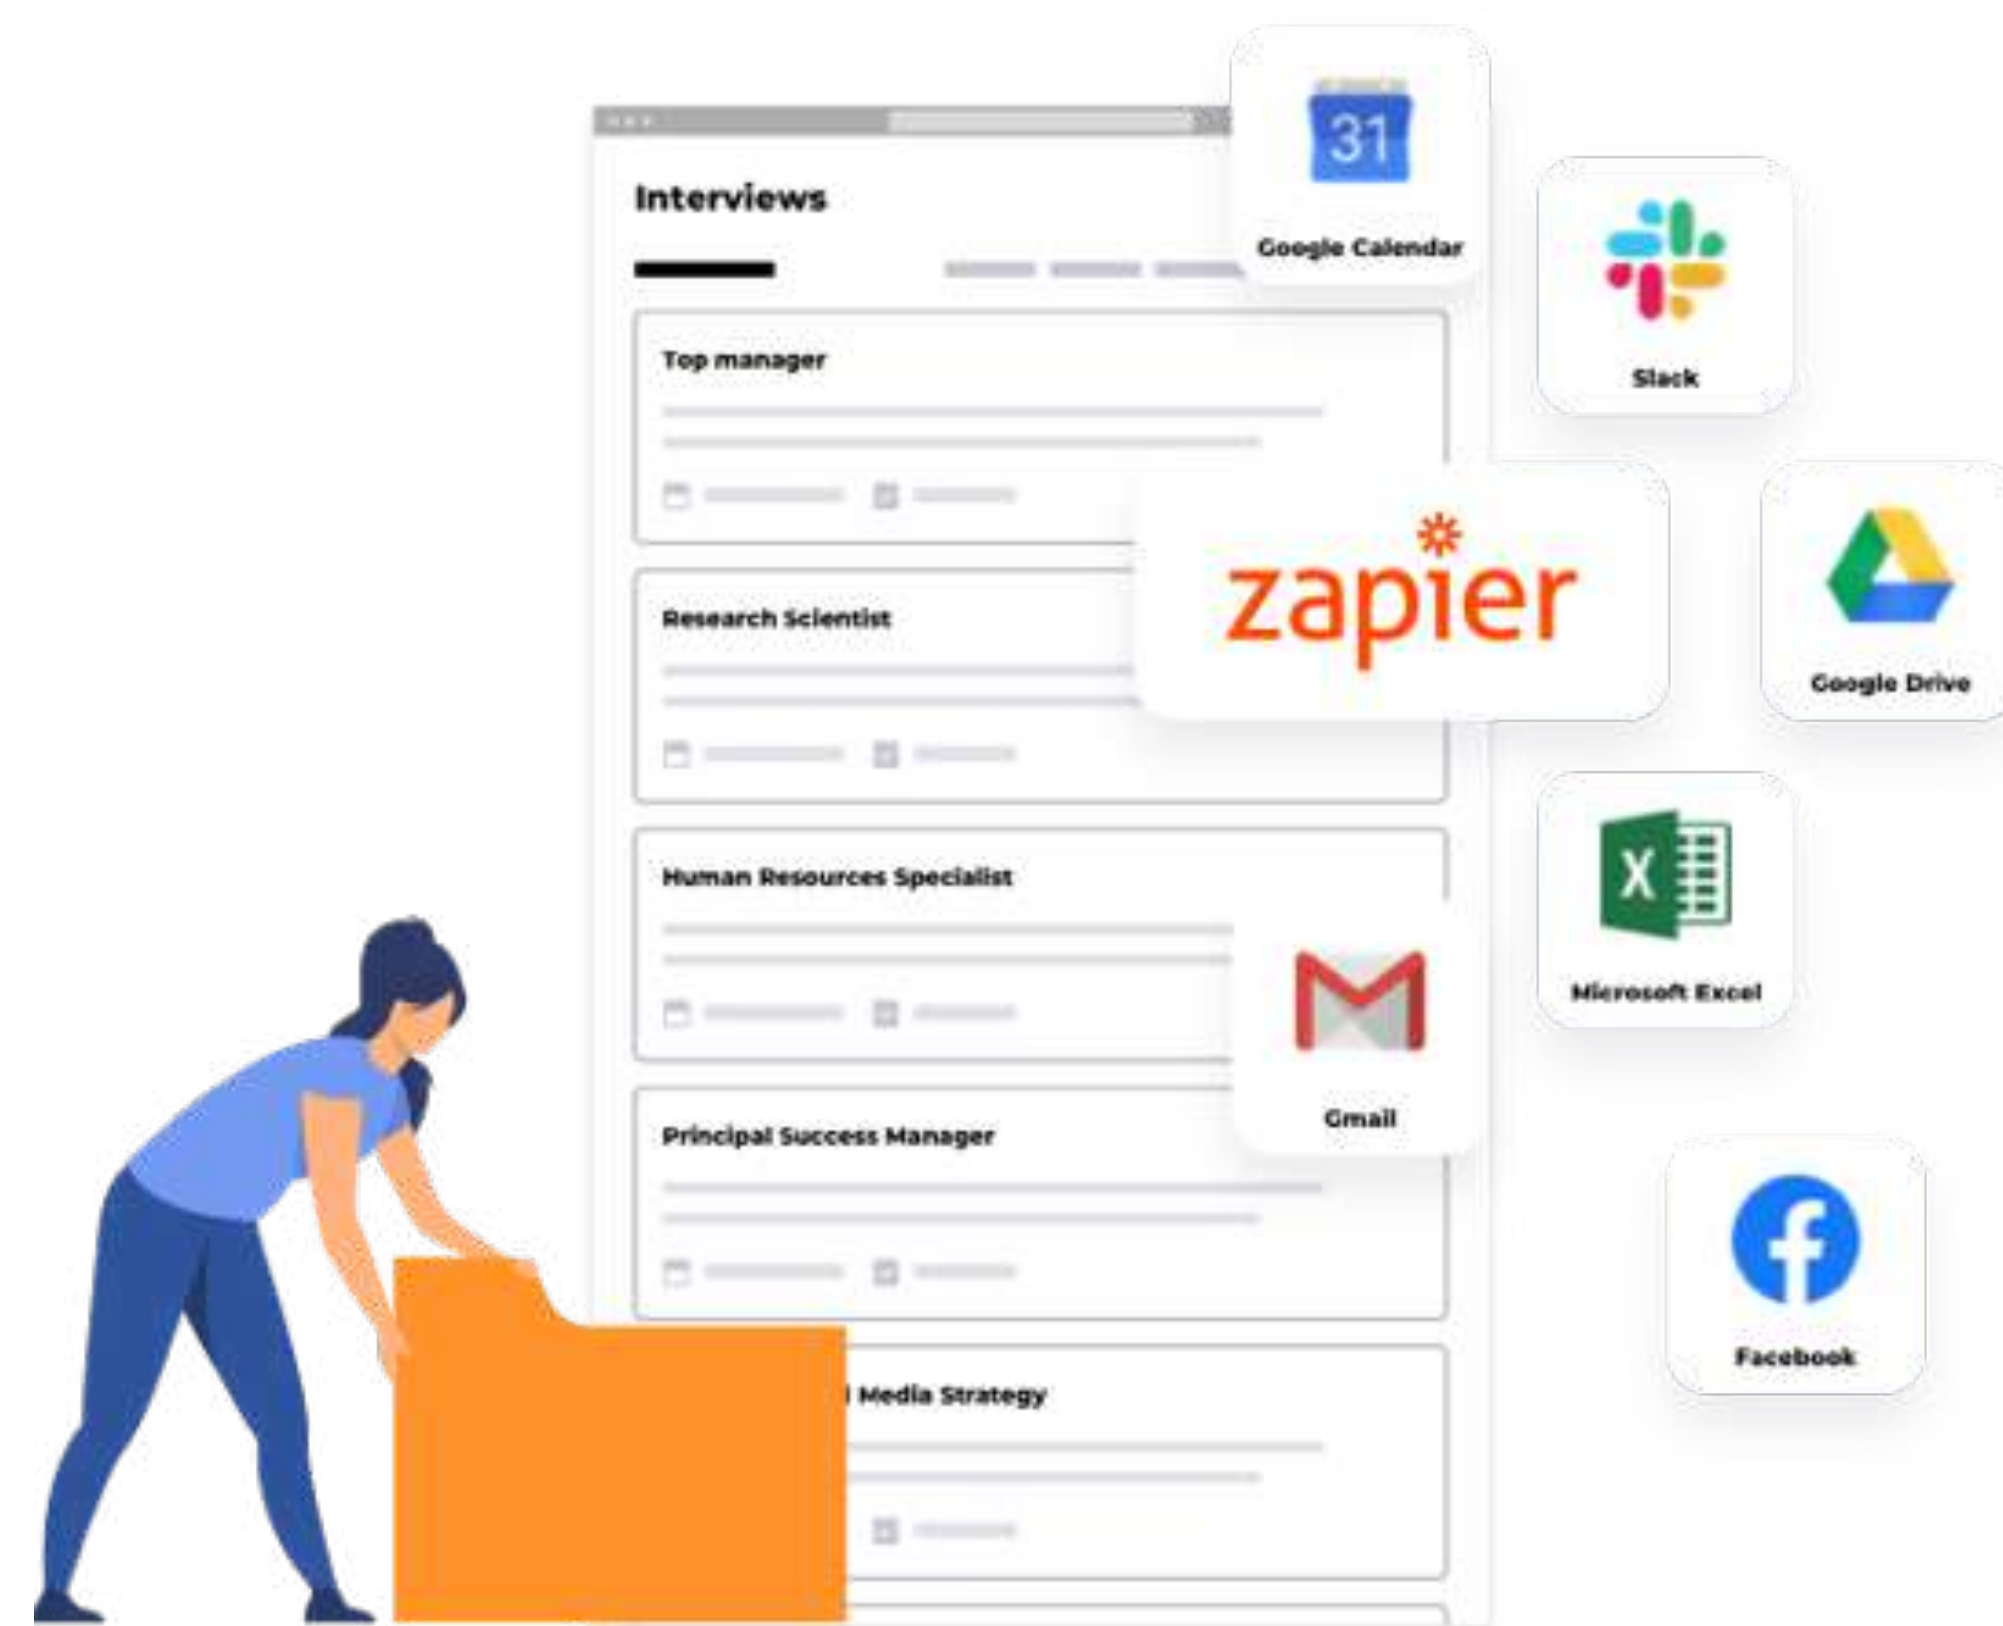 31
Google Calendar
Interviews
Slack
Top manager
zapier
Research Scientist
Google Drive
X
Human Resources Specialist
Microsoft Excel
Gmail
Principal Success Manager
Facebook
Media Strategy